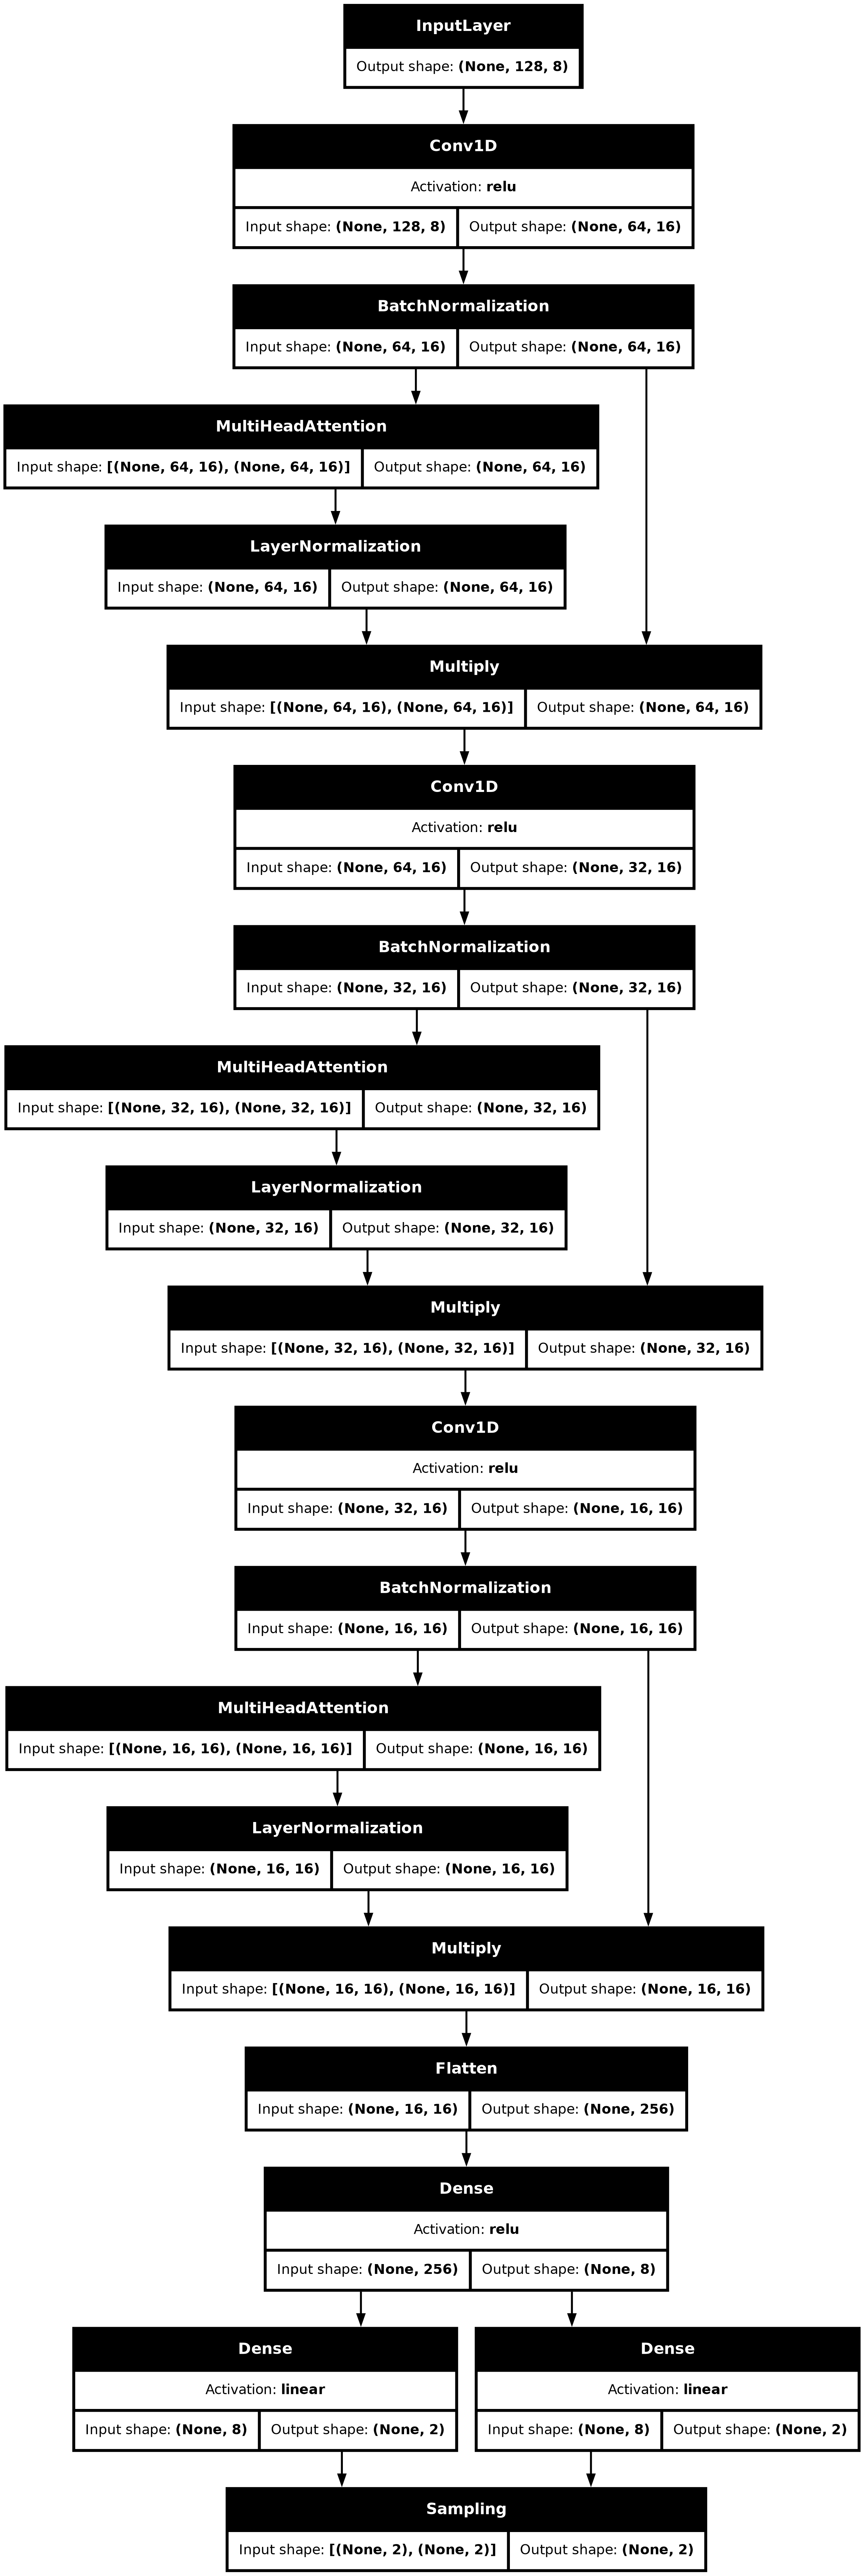 InputLayer
Output shape: (None, 128, 8)
Conv1D
Activation: relu
Input shape: (None, 128, 8) Output shape: (None, 64, 16)
BatchNormalization
Input shape: (None, 64, 16) Output shape: (None, 64, 16)
MultiHeadAttention
Input shape: [(None, 64, 16), (None, 64, 16)] Output shape: (None, 64, 16)
LayerNormalization
Input shape: (None, 64, 16) Output shape: (None, 64, 16)
Multiply
Input shape: [(None, 64, 16), (None, 64, 16)] Output shape: (None, 64, 16)
Conv1D
Activation: relu
Input shape: (None, 64, 16) Output shape: (None, 32, 16)
BatchNormalization
Input shape: (None, 32, 16) Output shape: (None, 32, 16)
MultiHeadAttention
Input shape: [(None, 32, 16), (None, 32, 16)] Output shape: (None, 32, 16)
LayerNormalization
Input shape: (None, 32, 16) Output shape: (None, 32, 16)
Multiply
Input shape: [(None, 32, 16), (None, 32, 16)] Output shape: (None, 32, 16)
Conv1D
Activation: relu
Input shape: (None, 32, 16) Output shape: (None, 16, 16)
BatchNormalization
Input shape: (None, 16, 16) Output shape: (None, 16, 16)
MultiHeadAttention
Input shape: [(None, 16, 16), (None, 16, 16)] Output shape: (None, 16, 16)
LayerNormalization
Input shape: (None, 16, 16) Output shape: (None, 16, 16)
Multiply
Input shape: [(None, 16, 16), (None, 16, 16)] Output shape: (None, 16, 16)
Flatten
Input shape: (None, 16, 16) Output shape: (None, 256)
Dense
Activation: relu
Input shape: (None, 256) Output shape: (None, 8)
Dense
Activation: linear
Input shape: (None, 8) Output shape: (None, 2)
Dense
Activation: linear
Input shape: (None, 8) Output shape: (None, 2)
Sampling
Input shape: [(None, 2), (None, 2)] Output shape: (None, 2)